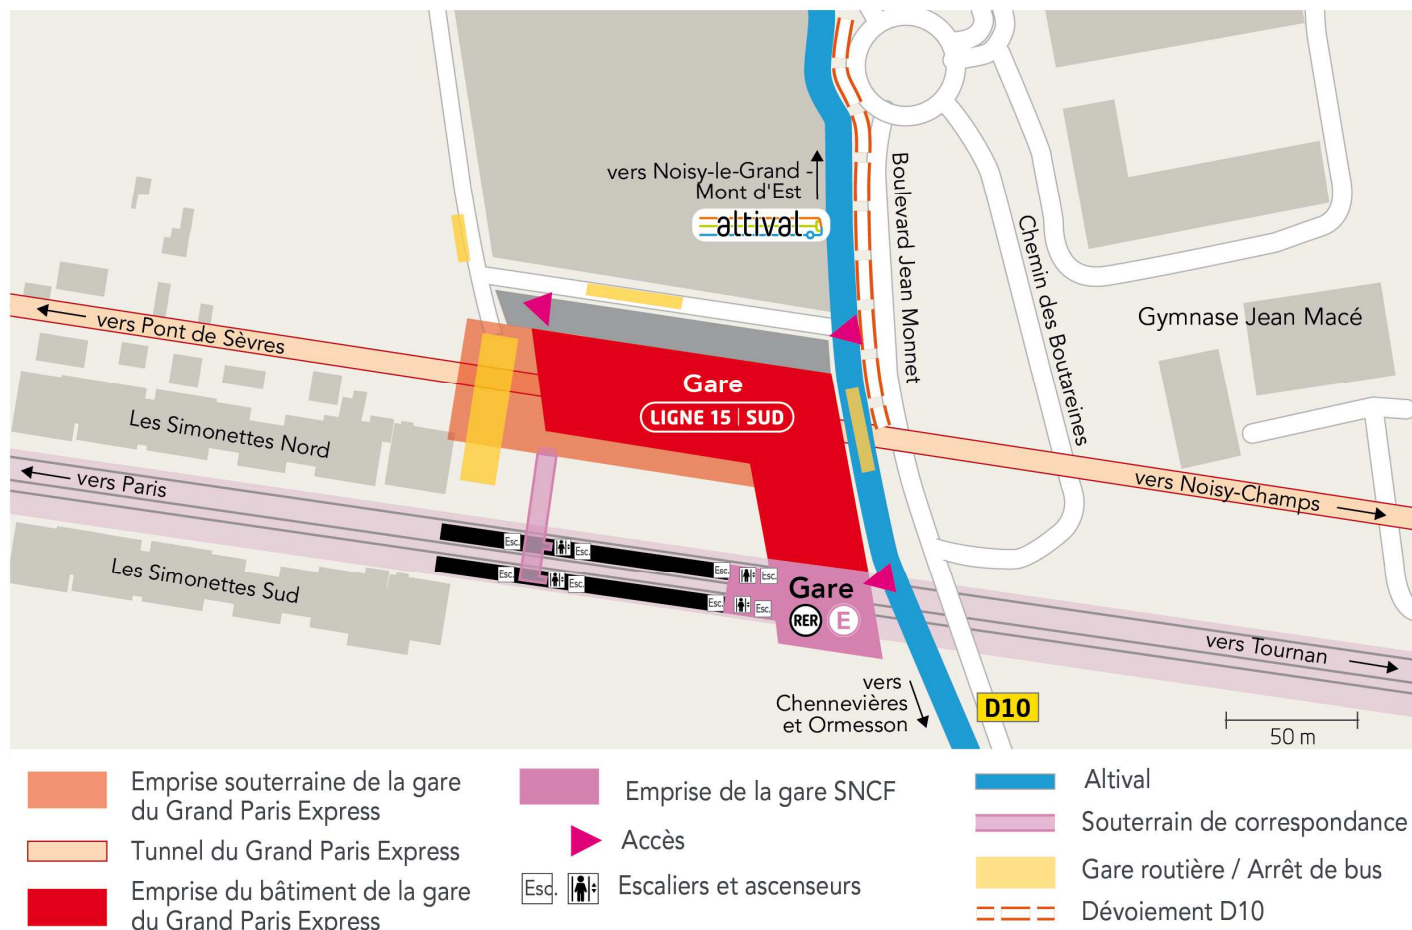 vers Noisy-le-Grand -
Mont d'Est
altival
Boulevard Jean Monnet
Chemin des Boutareines
Gymnase Jean Macé
vers Pont de Sèvres
Gare
LIGNE 15 | SUD
Les Simonettes Nord
vers Paris
vers Noisy-Champs
Esc.
Esc.
Esc.
Esc.
Esc.
Esc.
Esc.
Esc.
Les Simonettes Sud
Gare
RER E
vers Tournan
vers
Chennevières
et Ormesson
D10
50 m
Emprise souterraine de la gare
du Grand Paris Express
Tunnel du Grand Paris Express
Emprise du bâtiment de la gare
du Grand Paris Express
Emprise de la gare SNCF
Accès
Esc. Escaliers et ascenseurs
Altival
Souterrain de correspondance
Gare routière / Arrêt de bus
Dévoiement D10